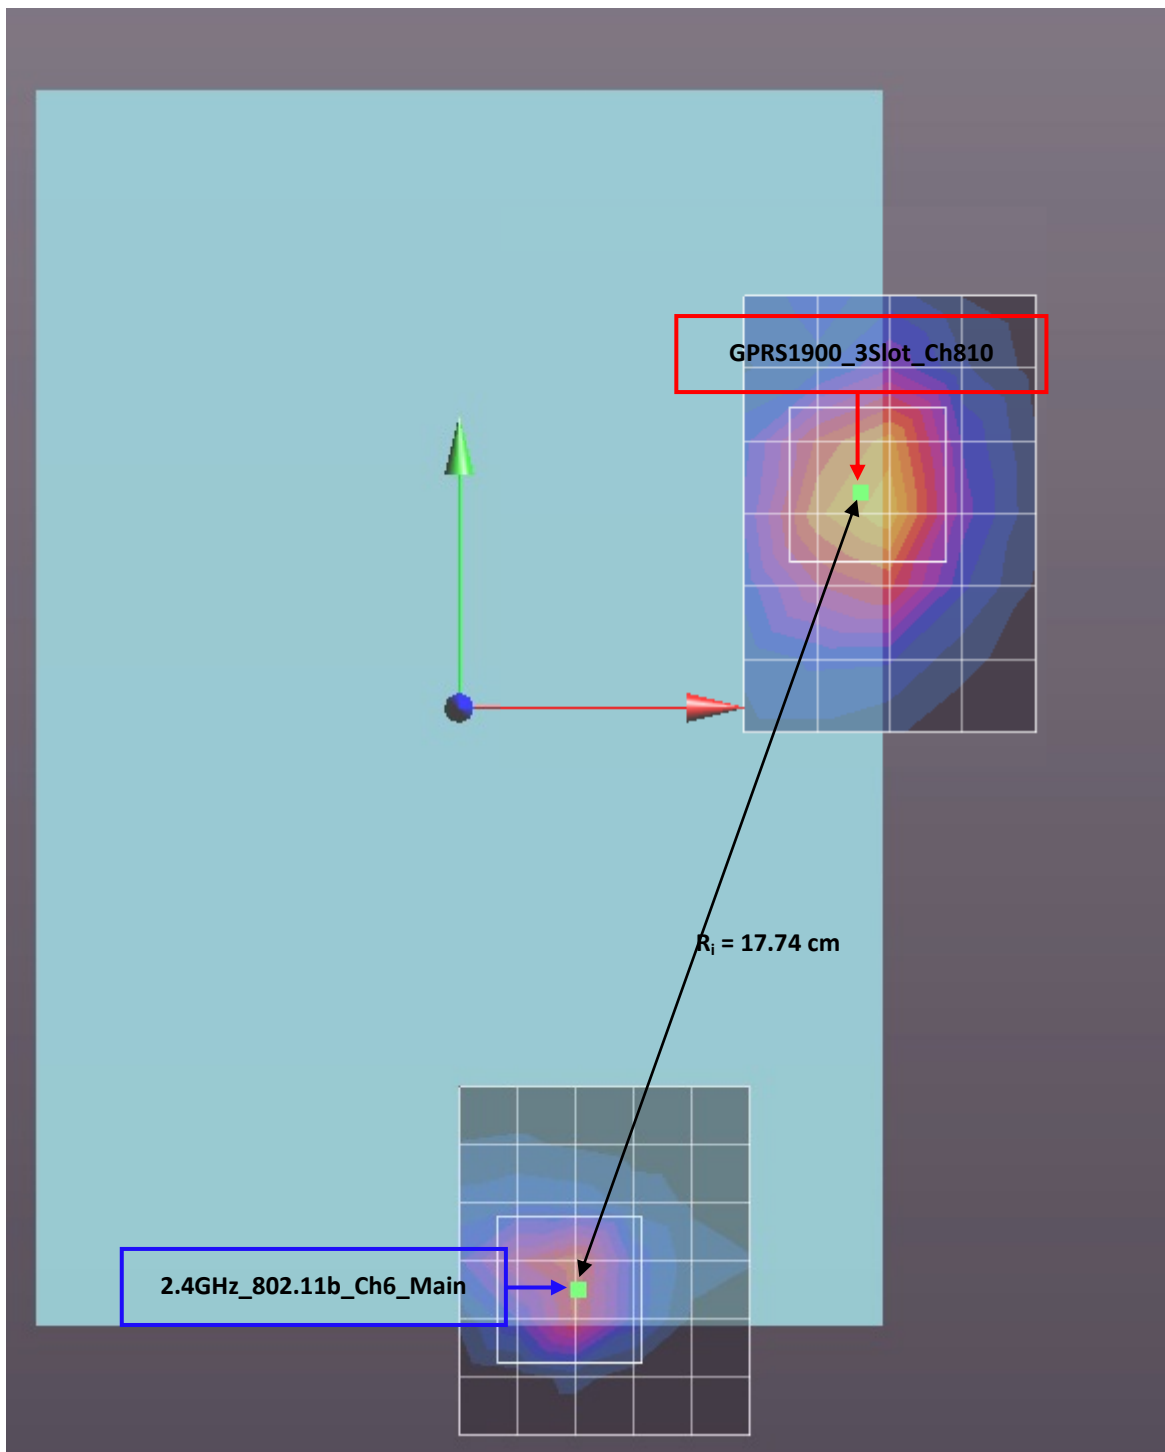 GPRS1900_3Slot_Ch810
Rᵢ = 17.74 cm
2.4GHz_802.11b_Ch6_Main